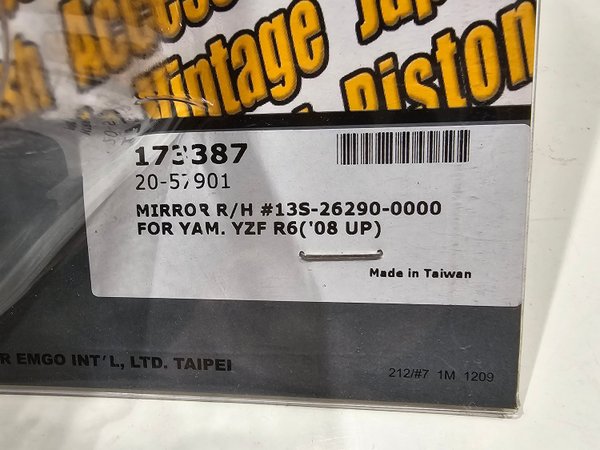 Vintage
Piston
173387
20-57901
MIRROR R/H #13S-26290-0000
FOR YAM. YZF R6('08 UP)
Made in Taiwan
R EMGO INT'L, LTD. TAIPEI
212/#7 1M 1209